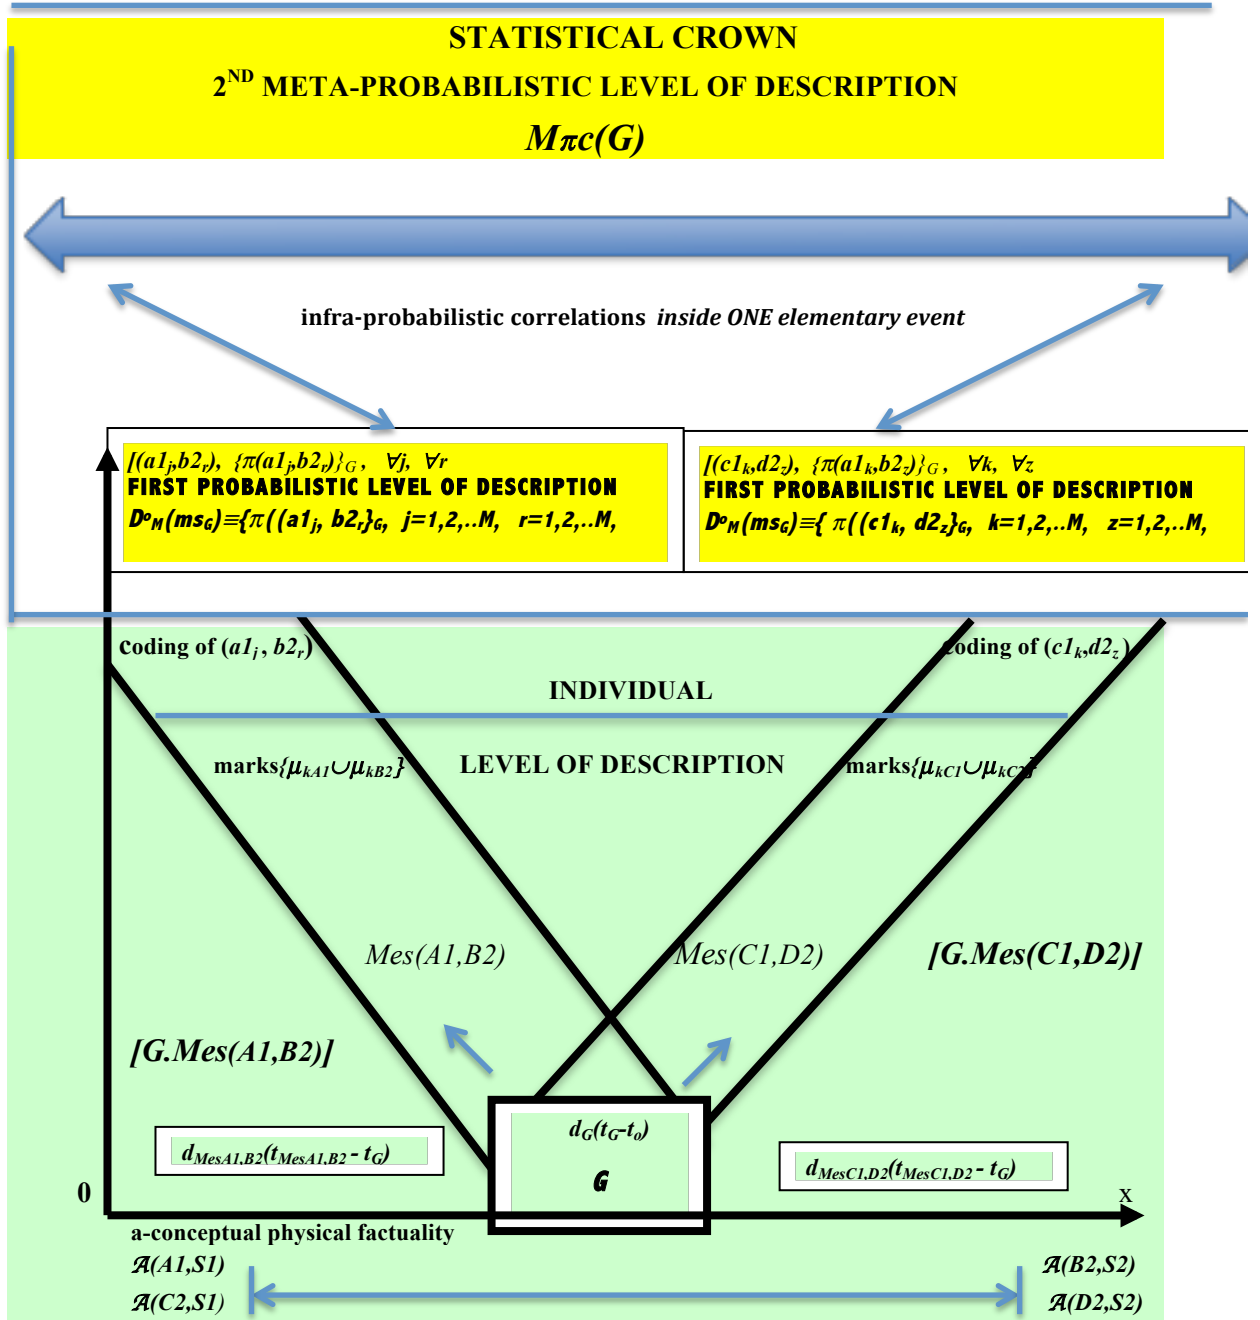 STATISTICAL CROWN
2ND META-PROBABILISTIC LEVEL OF DESCRIPTION
Mπc(G)
infra-probabilistic correlations inside ONE elementary event
[(a1j,b2r), {π(a1j,b2r)}G , ∀j, ∀r
FIRST PROBABILISTIC LEVEL OF DESCRIPTION
D°M(msG)≡{π((a1j, b2r}G, j=1,2,..M, r=1,2,..M,
[(c1k,d2z), {π(a1k,b2z)}G , ∀k, ∀z
FIRST PROBABILISTIC LEVEL OF DESCRIPTION
D°M(msG)≡{ π((c1k, d2z}G, k=1,2,..M, z=1,2,..M,
coding of (a1j , b2r)
coding of (c1k,d2z)
INDIVIDUAL
marks{μkA1∪μkB2}
LEVEL OF DESCRIPTION
marks{μkC1∪μkC2}
Mes(A1,B2)
Mes(C1,D2)
[G.Mes(C1,D2)]
[G.Mes(A1,B2)]
dG(tG-to)
dMesA1,B2(tMesA1,B2 - tG)
G
dMesC1,D2(tMesC1,D2 - tG)
0
x
a-conceptual physical factuality
𝒜(A1,S1)
𝒜(B2,S2)
𝒜(C2,S1)
𝒜(D2,S2)